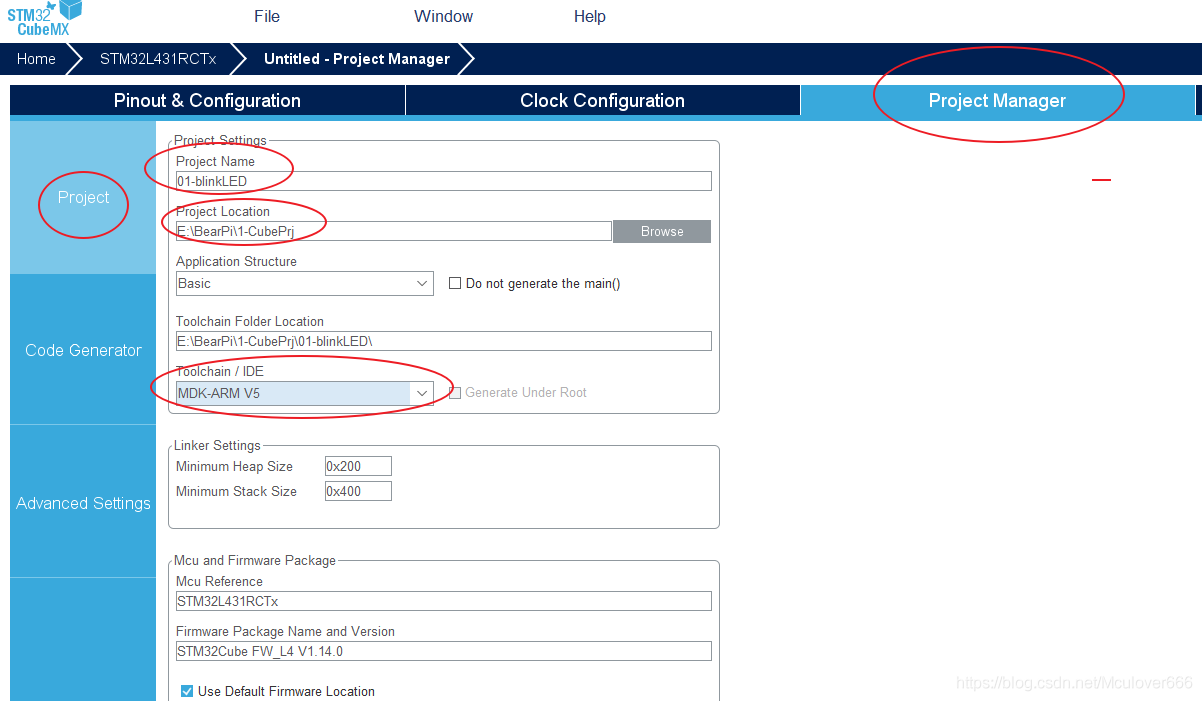 STM32
CubeMX
File Window Help
Home STM32L431RCTx Untitled - Project Manager
Pinout & Configuration Clock Configuration Project Manager
Project
Code Generator
Advanced Settings
Project Settings
Project Name
01-blinkLED
Project Location
E:\BearPi\1-CubePrj Browse
Application Structure
Basic Do not generate the main()
Toolchain Folder Location
E:\BearPi\1-CubePrj\01-blinkLED\
Toolchain / IDE
MDK-ARM V5 Generate Under Root
Linker Settings
Minimum Heap Size 0x200
Minimum Stack Size 0x400
Mcu and Firmware Package
Mcu Reference
STM32L431RCTx
Firmware Package Name and Version
STM32Cube FW_L4 V1.14.0
Use Default Firmware Location
https://blog.csdn.net/Mculover666